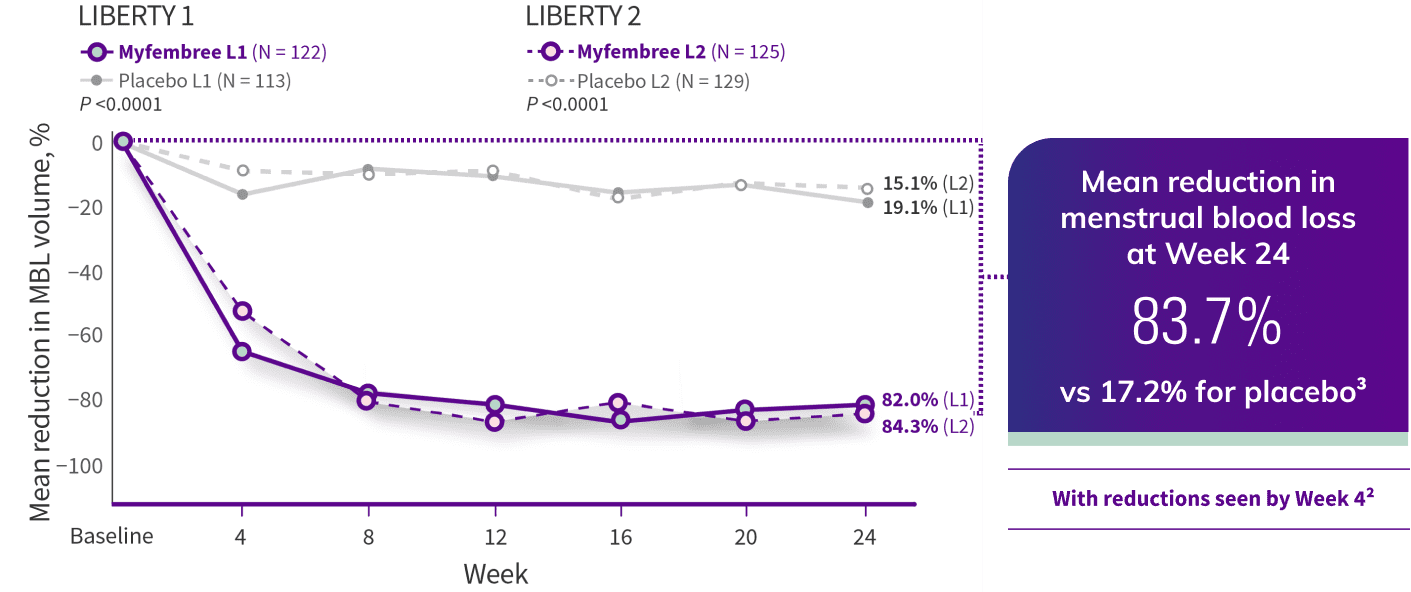 LIBERTY 1
Myfembree L1 (N = 122)
Placebo L1 (N = 113)
P <0.0001
LIBERTY 2
Myfembree L2 (N = 125)
Placebo L2 (N = 129)
P <0.0001
Mean reduction in MBL volume, %
0
−20
−40
−60
−80
−100
15.1% (L2)
19.1% (L1)
82.0% (L1)
84.3% (L2)
Baseline 4 8 12 16 20 24
Week
Mean reduction in
menstrual blood loss
at Week 24
83.7%
vs 17.2% for placebo³
With reductions seen by Week 4²